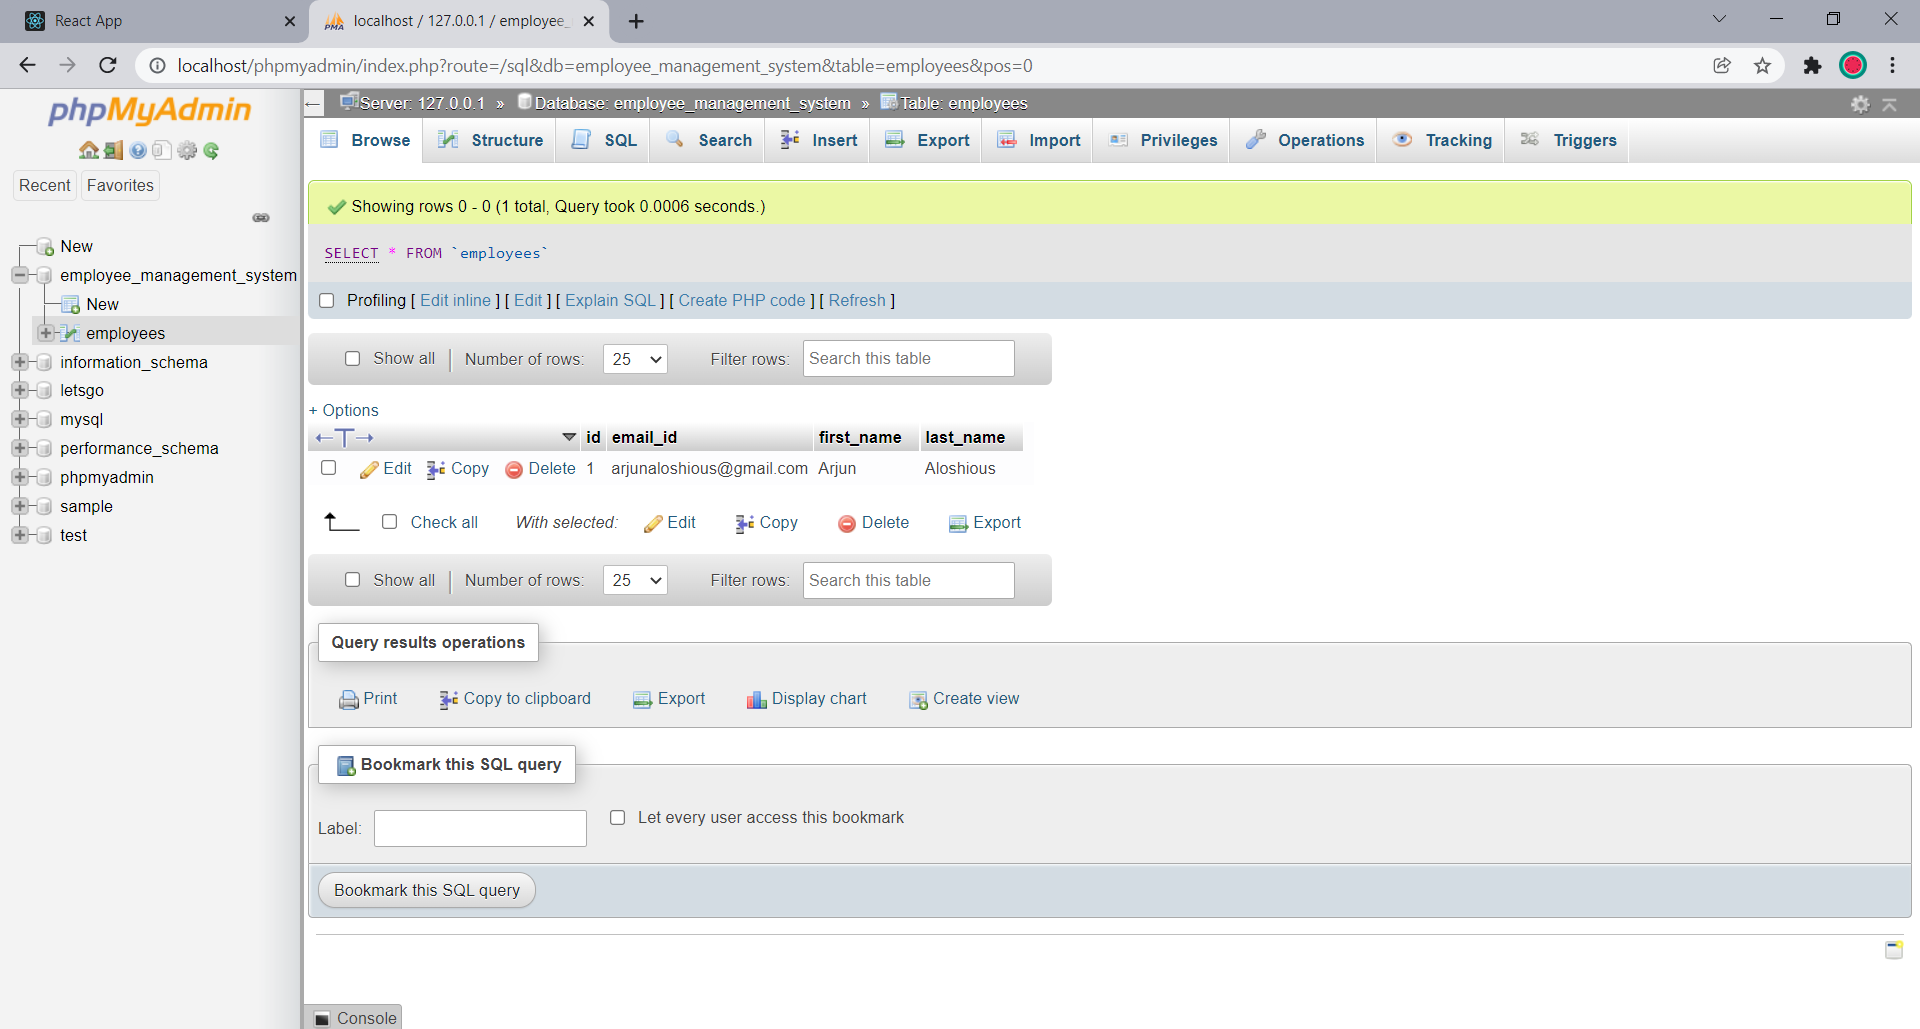 React App
localhost / 127.0.0.1 / employee_
localhost/phpmyadmin/index.php?route=/sql&db=employee_management_system&table=employees&pos=0
phpMyAdmin
Recent
Favorites
New
employee_management_system
New
employees
information_schema
letsgo
mysql
performance_schema
phpmyadmin
sample
test
Server: 127.0.0.1 » Database: employee_management_system » Table: employees
Browse Structure SQL Search Insert Export Import Privileges Operations Tracking Triggers
Showing rows 0 - 0 (1 total, Query took 0.0006 seconds.)
SELECT * FROM `employees`
Profiling [ Edit inline ] [ Edit ] [ Explain SQL ] [ Create PHP code ] [ Refresh ]
Show all | Number of rows: 25 Filter rows: Search this table
+ Options
←T→ id email_id first_name last_name
Edit Copy Delete 1 arjunaloshious@gmail.com Arjun Aloshious
Check all With selected: Edit Copy Delete Export
Show all | Number of rows: 25 Filter rows: Search this table
Query results operations
Print Copy to clipboard Export Display chart Create view
Bookmark this SQL query
Label: Let every user access this bookmark
Bookmark this SQL query
Console